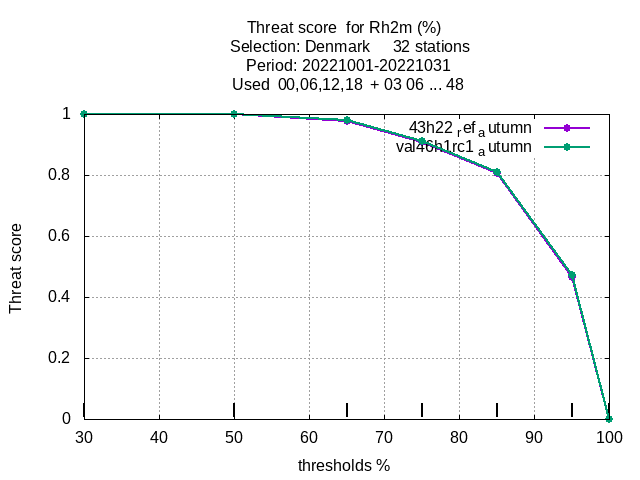 Threat score  for Rh2m (%)
Selection: Denmark     32 stations
Period: 20221001-20221031
Used  00,06,12,18  + 03 06 ... 48
43h22 ref autumn
val46h1rc1 autumn
1
0.8
0.6
0.4
0.2
0
Threat score
30 40 50 60 70 80 90 100
thresholds %